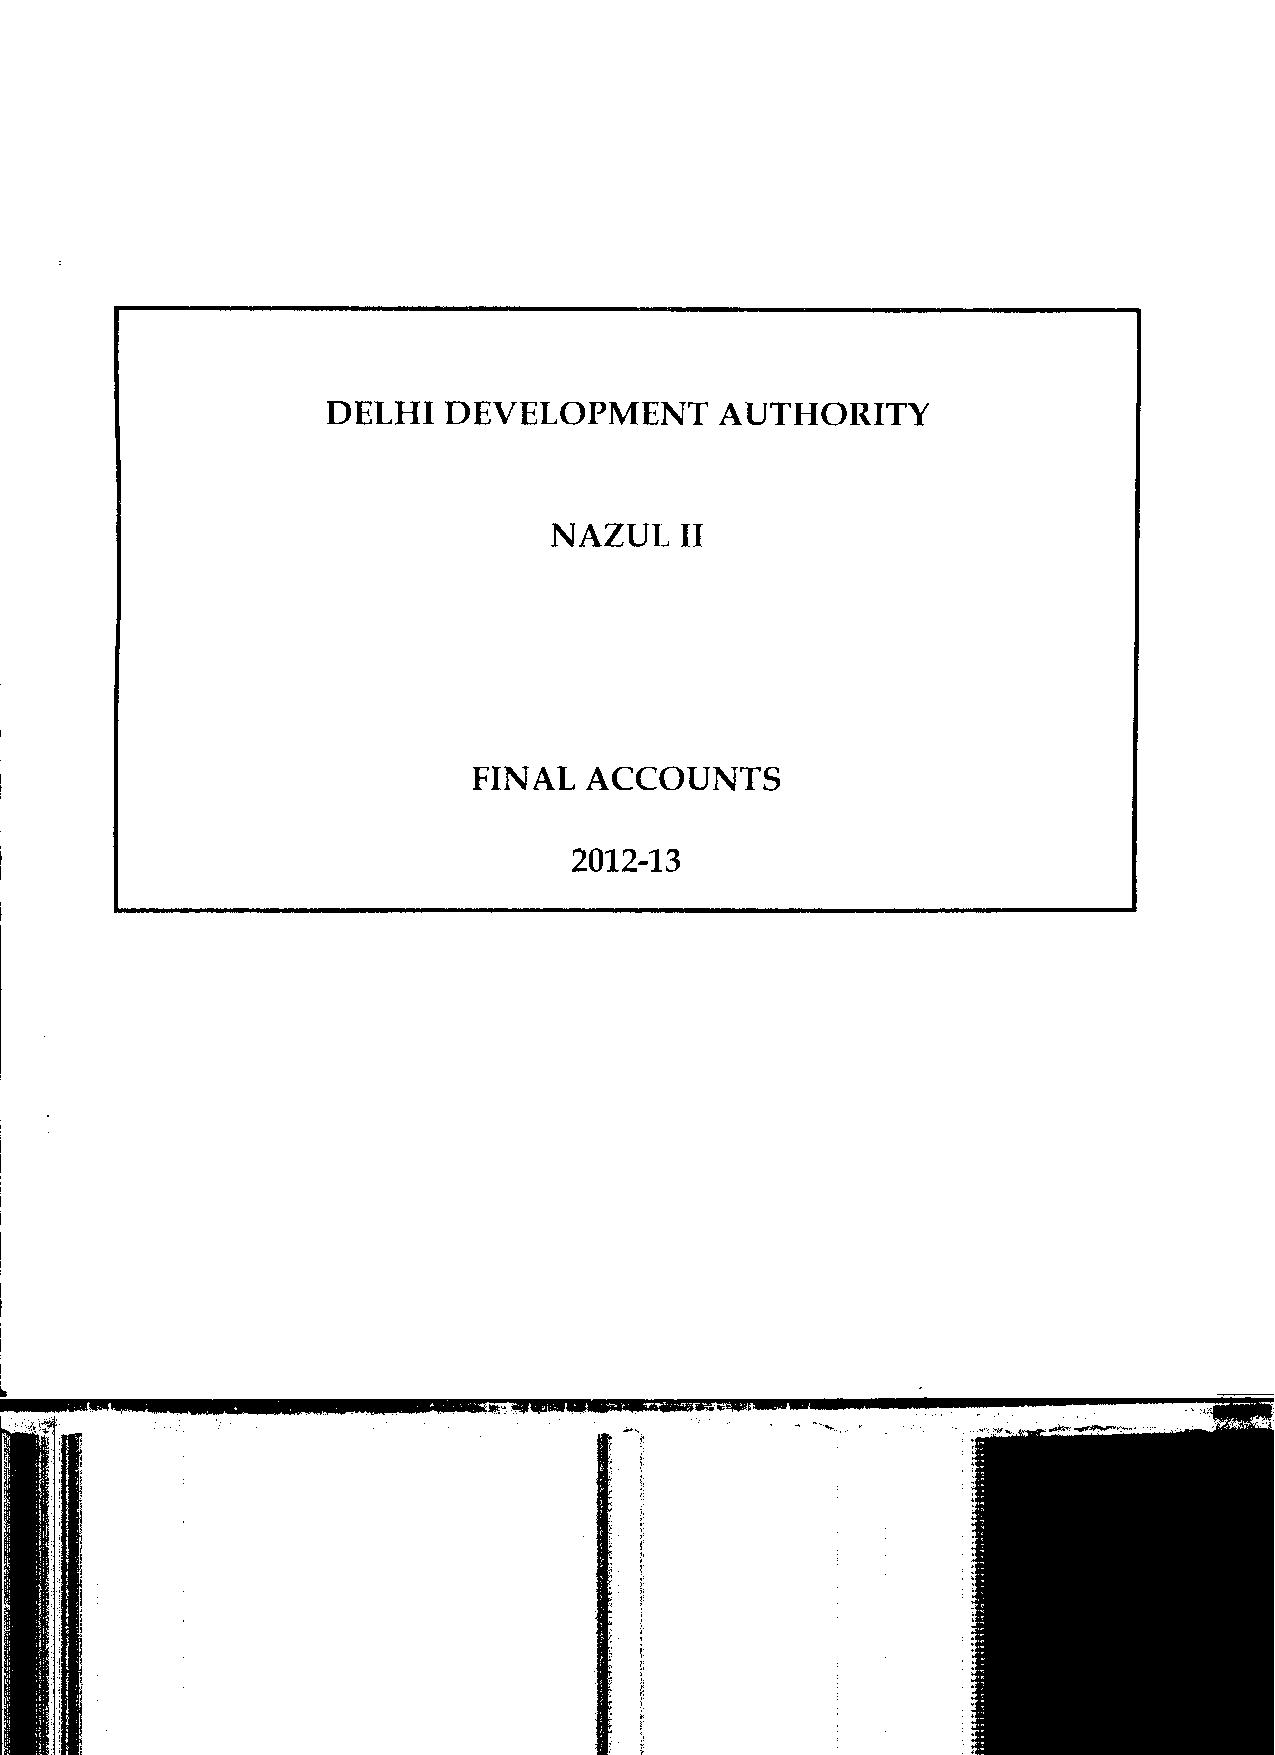 DELHI DEVELOPMENT AUTHORITY
NAZUL II
FINAL ACCOUNTS
2012-13